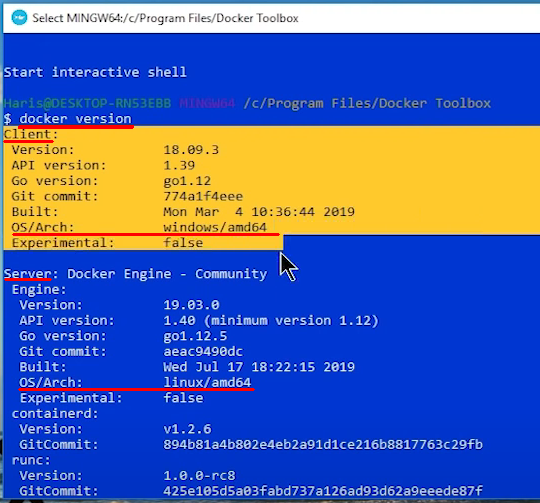 Select MINGW64:/c/Program Files/Docker Toolbox
Start interactive shell
Haris@DESKTOP-RN53EBB MINGW64 /c/Program Files/Docker Toolbox
$ docker version
Client:
Version: 18.09.3
API version: 1.39
Go version: go1.12
Git commit: 774a1f4eee
Built: Mon Mar 4 10:36:44 2019
OS/Arch: windows/amd64
Experimental: false
Server: Docker Engine - Community
Engine:
Version: 19.03.0
API version: 1.40 (minimum version 1.12)
Go version: go1.12.5
Git commit: aeac9490dc
Built: Wed Jul 17 18:22:15 2019
OS/Arch: linux/amd64
Experimental: false
containerd:
Version: v1.2.6
GitCommit: 894b81a4b802e4eb2a91d1ce216b8817763c29fb
runc:
Version: 1.0.0-rc8
GitCommit: 425e105d5a03fabd737a126ad93d62a9eeede87f